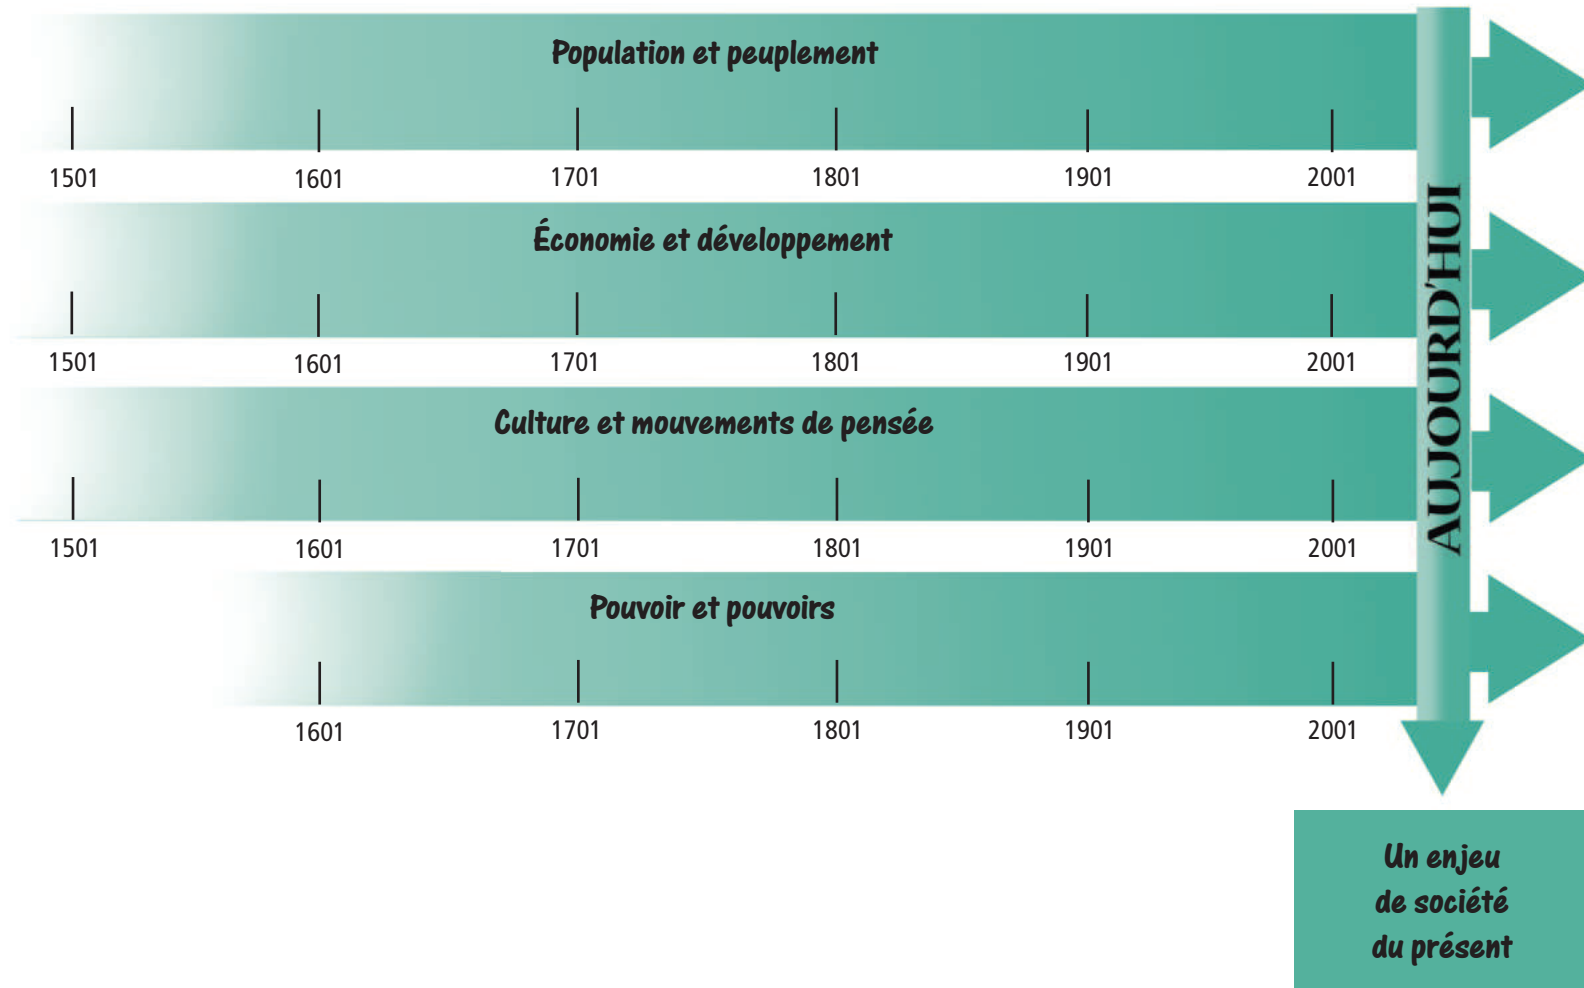 Population et peuplement
1501 1601 1701 1801 1901 2001
Économie et développement
1501 1601 1701 1801 1901 2001
Culture et mouvements de pensée
1501 1601 1701 1801 1901 2001
Pouvoir et pouvoirs
1601 1701 1801 1901 2001
AUJOURD'HUI
Un enjeu
de société
du présent